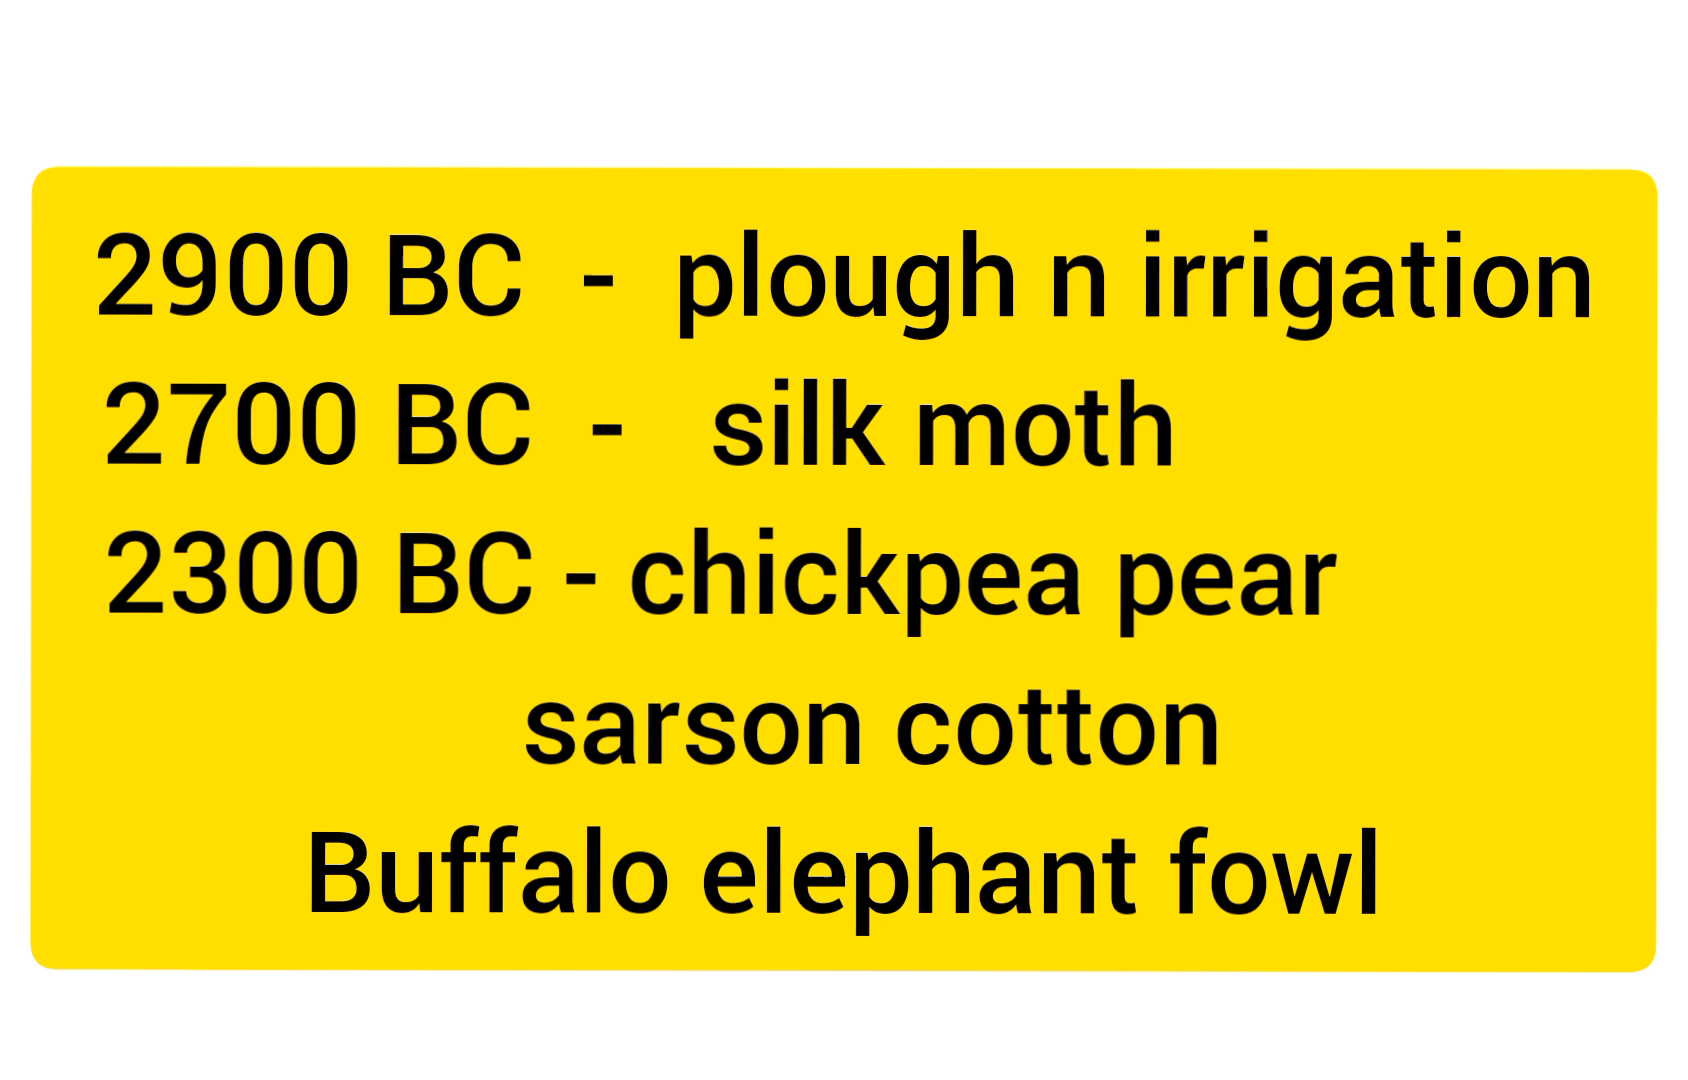 2900 BC - plough n irrigation
2700 BC - silk moth
2300 BC - chickpea pear
sarson cotton
Buffalo elephant fowl